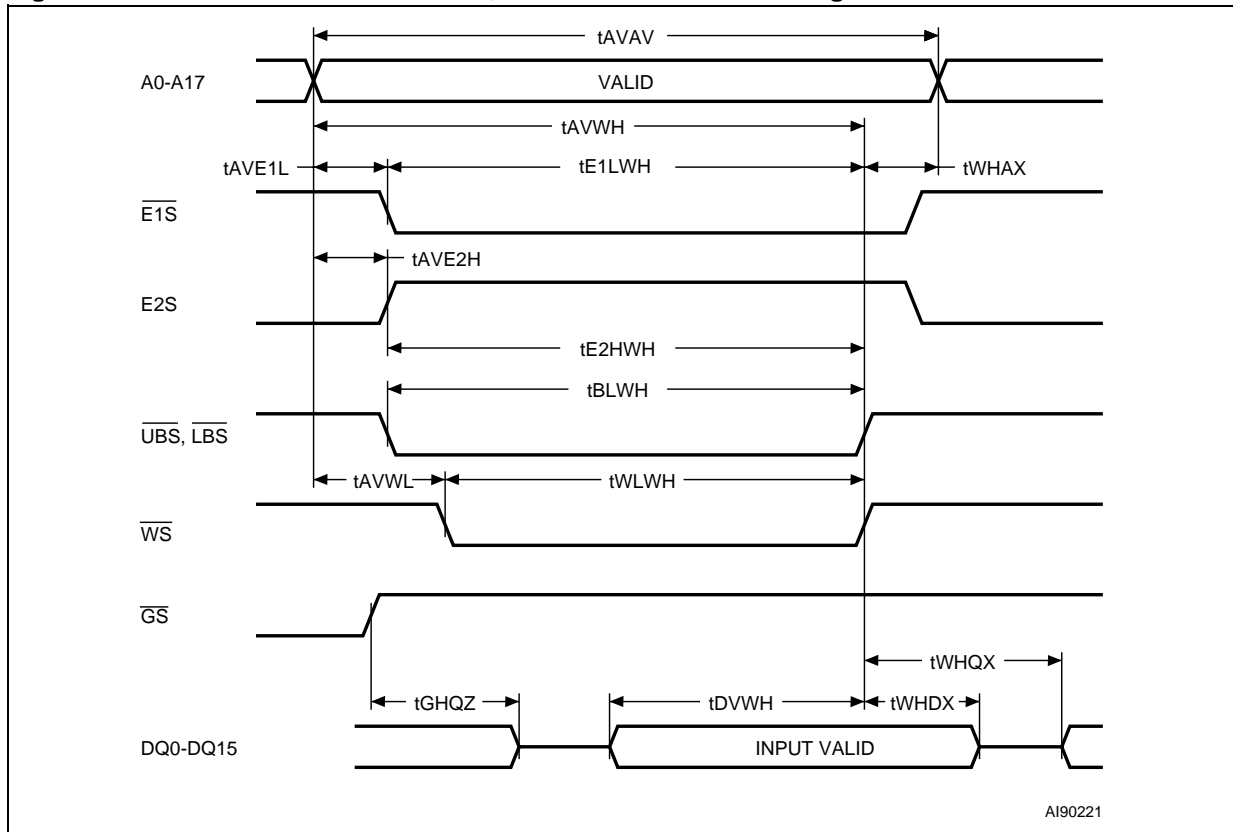 tAVAV
A0-A17 VALID
tAVWH
tAVE1L tE1LWH tWHAX
E1S
tAVE2H
E2S
tE2HWH
tBLWH
UBS, LBS
tAVWL tWLWH
WS
GS
tWHQX
tGHQZ tDVWH tWHDX
DQ0-DQ15 INPUT VALID
AI90221